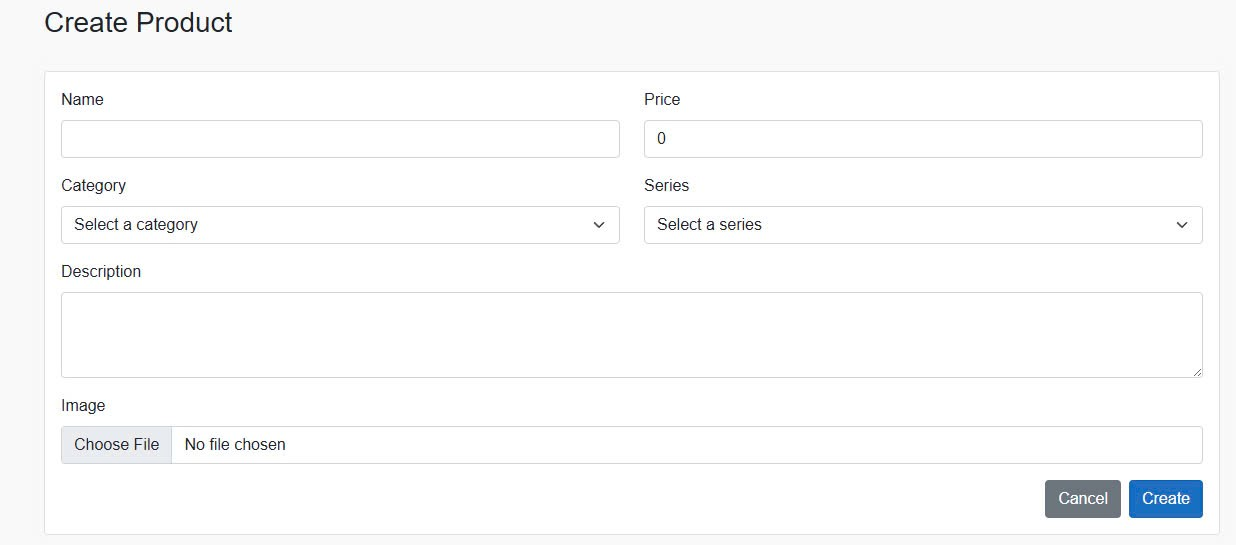 Create Product
Name
Price
0
Category
Series
Select a category
Select a series
Description
Image
Choose File No file chosen
Cancel
Create